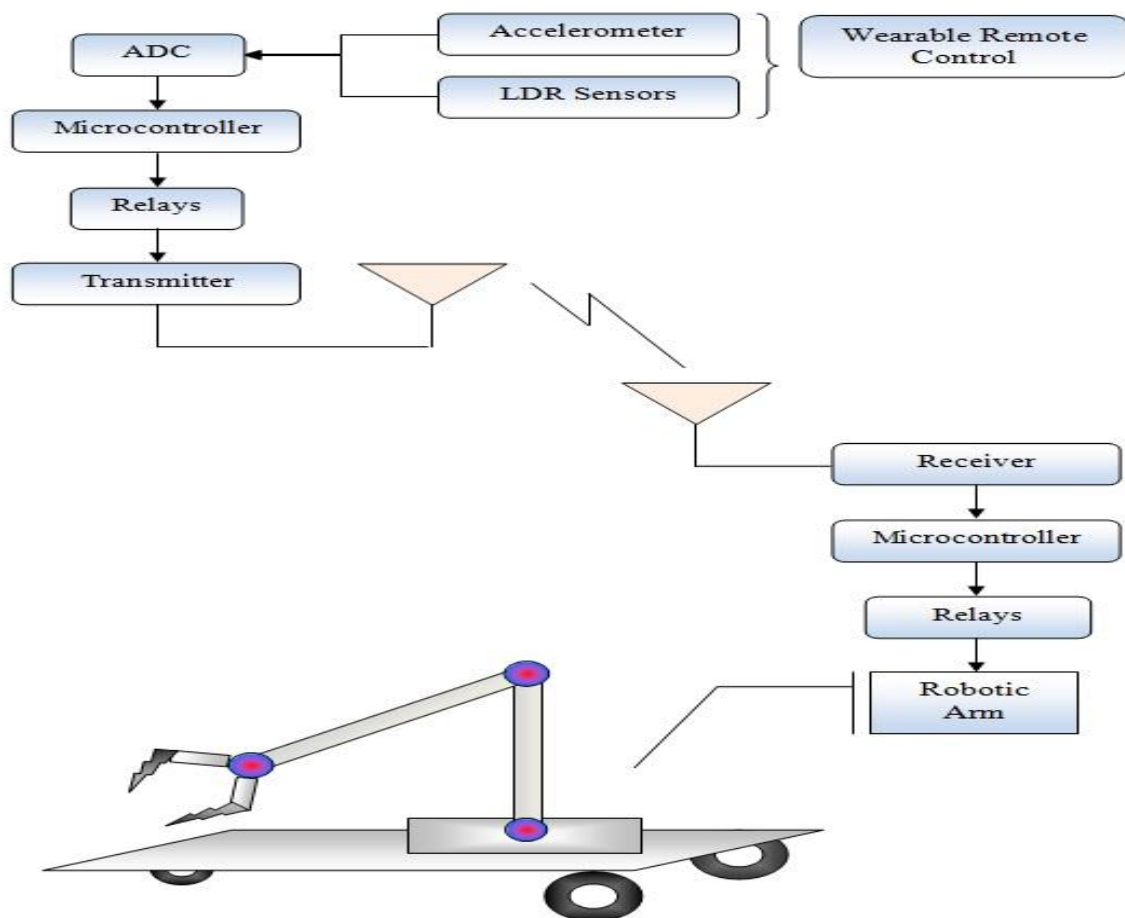 Accelerometer
Wearable Remote
Control
ADC
LDR Sensors
Microcontroller
Relays
Transmitter
Receiver
Microcontroller
Relays
Robotic
Arm